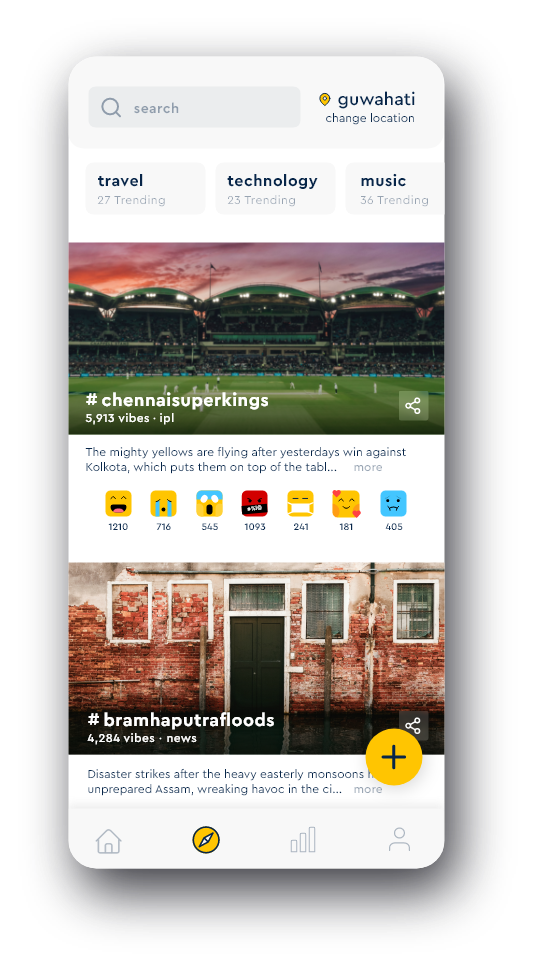 search
guwahati
change location
travel
27 Trending
technology
23 Trending
music
36 Trending
# chennaisuperkings
5,913 vibes · ipl
The mighty yellows are flying after yesterdays win against
Kolkota, which puts them on top of the tabl... more
1210 716 545 1093 241 181 405
# bramhaputrafloods
4,284 vibes · news
Disaster strikes after the heavy easterly monsoons
unprepared Assam, wreaking havoc in the ci... more